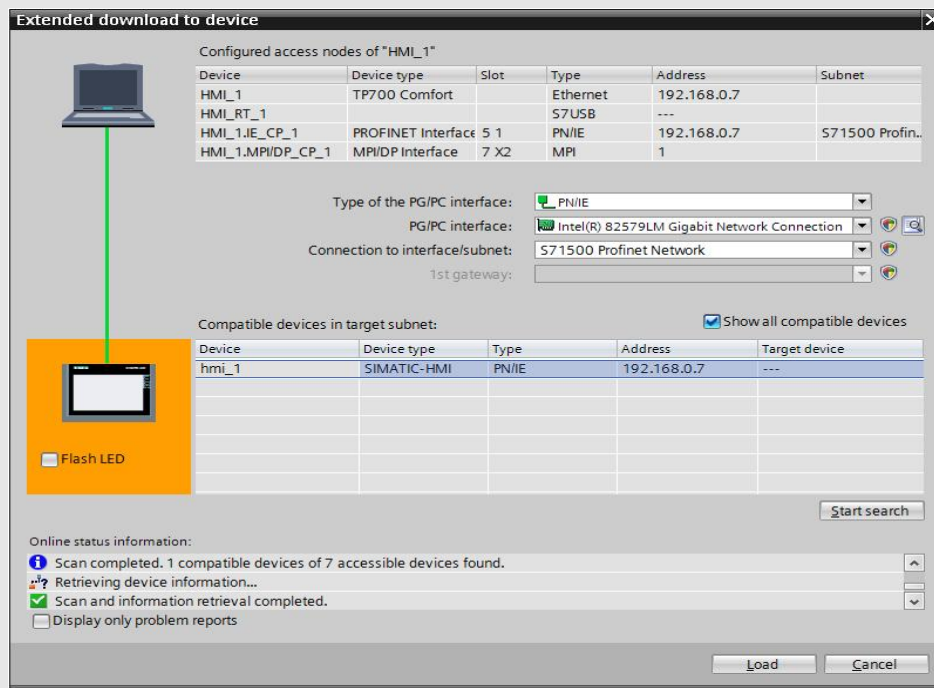 Extended download to device
Configured access nodes of "HMI_1"
Device Device type Slot Type Address Subnet
HMI_1 TP700 Comfort Ethernet 192.168.0.7
HMI_RT_1 S7USB ---
HMI_1.IE_CP_1 PROFINET Interface 5 1 PN/IE 192.168.0.7 S71500 Profin..
HMI_1.MPI/DP_CP_1 MPI/DP Interface 7 X2 MPI 1
Type of the PG/PC interface: PN/IE
PG/PC interface: Intel(R) 82579LM Gigabit Network Connection
Connection to interface/subnet: S71500 Profinet Network
1st gateway:
Compatible devices in target subnet: Show all compatible devices
Device Device type Type Address Target device
hmi_1 SIMATIC-HMI PN/IE 192.168.0.7 ---
Flash LED
Start search
Online status information:
Scan completed. 1 compatible devices of 7 accessible devices found.
Retrieving device information...
Scan and information retrieval completed.
Display only problem reports
Load Cancel